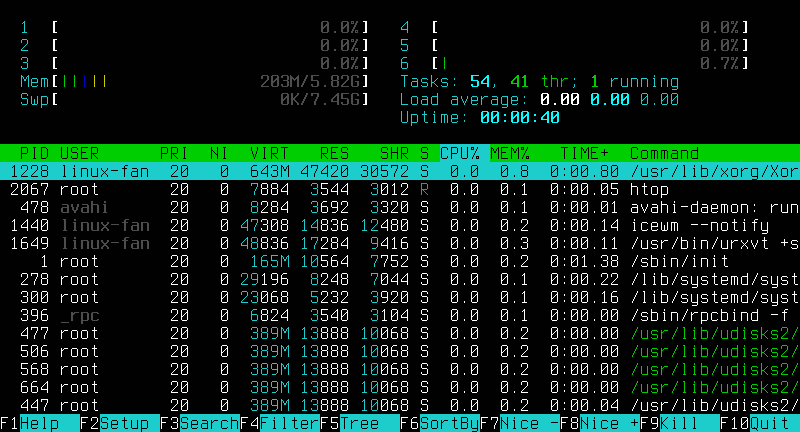 1 [ 0.0%] 4 [ 0.0%]
2 [ 0.0%] 5 [ 0.0%]
3 [ 0.0%] 6 [| 0.7%]
Mem[||||| 203M/5.82G] Tasks: 54, 41 thr; 1 running
Swp[ 0K/7.45G] Load average: 0.00 0.00 0.00
Uptime: 00:00:40
PID USER PRI NI VIRT RES SHR S CPU% MEM% TIME+ Command
1228 linux-fan 20 0 643M 47420 30572 S 0.0 0.8 0:00.80 /usr/lib/xorg/Xor
2067 root 20 0 7884 3544 3012 R 0.0 0.1 0:00.05 htop
478 avahi 20 0 8284 3692 3320 S 0.0 0.1 0:00.01 avahi-daemon: run
1440 linux-fan 20 0 47308 14836 12480 S 0.0 0.2 0:00.14 icewm --notify
1649 linux-fan 20 0 48836 17284 9416 S 0.0 0.3 0:00.11 /usr/bin/urxvt +s
1 root 20 0 165M 10564 7752 S 0.0 0.2 0:01.38 /sbin/init
278 root 20 0 29196 8248 7044 S 0.0 0.1 0:00.22 /lib/systemd/syst
300 root 20 0 23068 5232 3920 S 0.0 0.1 0:00.16 /lib/systemd/syst
396 _rpc 20 0 6824 3540 3104 S 0.0 0.1 0:00.00 /sbin/rpcbind -f
477 root 20 0 389M 13888 10068 S 0.0 0.2 0:00.00 /usr/lib/udisks2/
506 root 20 0 389M 13888 10068 S 0.0 0.2 0:00.00 /usr/lib/udisks2/
568 root 20 0 389M 13888 10068 S 0.0 0.2 0:00.00 /usr/lib/udisks2/
664 root 20 0 389M 13888 10068 S 0.0 0.2 0:00.00 /usr/lib/udisks2/
447 root 20 0 389M 13888 10068 S 0.0 0.2 0:00.04 /usr/lib/udisks2/
F1Help F2Setup F3SearchF4FilterF5Tree F6SortByF7Nice -F8Nice +F9Kill F10Quit